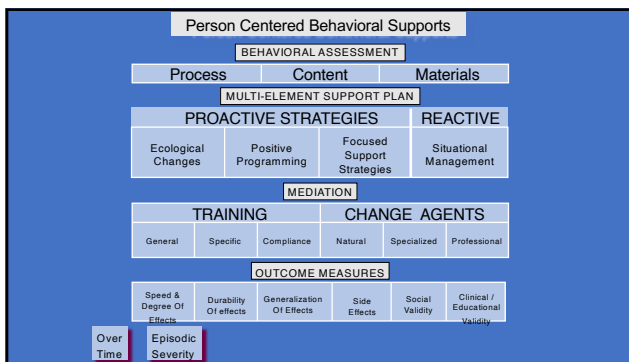 Person Centered Behavioral Supports
BEHAVIORAL ASSESSMENT
Process Content Materials
MULTI-ELEMENT SUPPORT PLAN
PROACTIVE STRATEGIES REACTIVE
Ecological Changes
Positive Programming
Focused Support Strategies
Situational Management
MEDIATION
TRAINING CHANGE AGENTS
General Specific Compliance Natural Specialized Professional
OUTCOME MEASURES
Speed & Degree Of Effects
Durability Of effects
Generalization Of Effects
Side Effects
Social Validity
Clinical / Educational Validity
Over Time
Episodic Severity